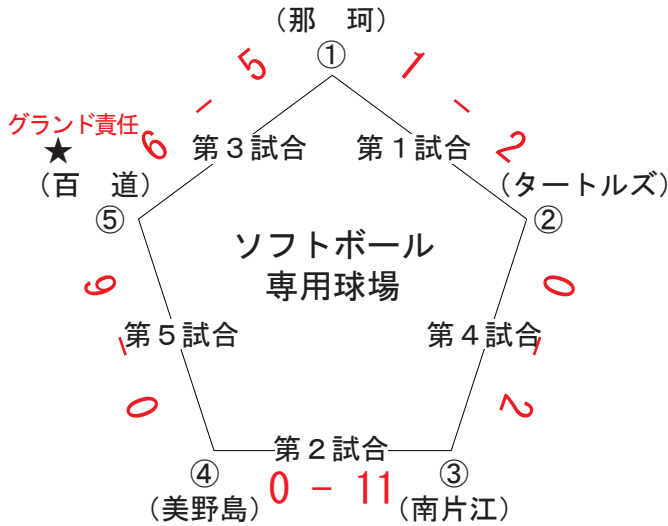 (那　珂)
①
6 − 5
1 − 2
グランド責任
★
第3試合
第1試合
(百　道)
(タートルズ)
⑤
②
ソフトボール
専用球場
9 − 0
0 − 2
第5試合
第4試合
第2試合
④
③
0 − 11
(美野島)
(南片江)